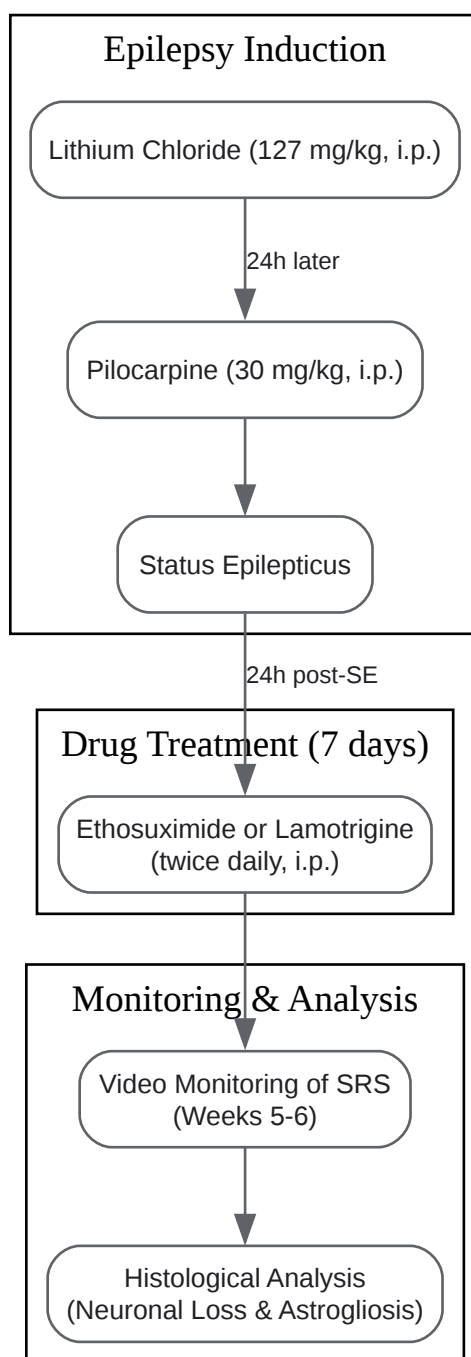 Epilepsy Induction
Lithium Chloride (127 mg/kg, i.p.)
24h later
Pilocarpine (30 mg/kg, i.p.)
Status Epilepticus
24h post-SE
Drug Treatment (7 days)
Ethosuximide or Lamotrigine
(twice daily, i.p.)
Monitoring & Analysis
Video Monitoring of SRS
(Weeks 5-6)
Histological Analysis
(Neuronal Loss & Astrogliosis)